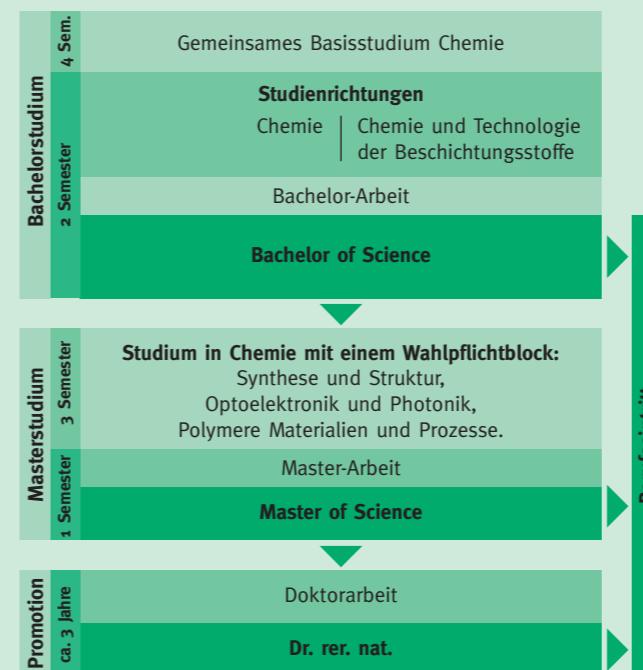 Bachelorstudium
4 Sem.
Gemeinsames Basisstudium Chemie
2 Semester
Studienrichtungen
Chemie
Chemie und Technologie
der Beschichtungsstoffe
Bachelor-Arbeit
Bachelor of Science
Masterstudium
3 Semester
Studium in Chemie mit einem Wahlpflichtblock:
Synthese und Struktur,
Optoelektronik und Photonik,
Polymere Materialien und Prozesse.
1 Semester
Master-Arbeit
Master of Science
Promotion
ca. 3 Jahre
Doktorarbeit
Dr. rer. nat.